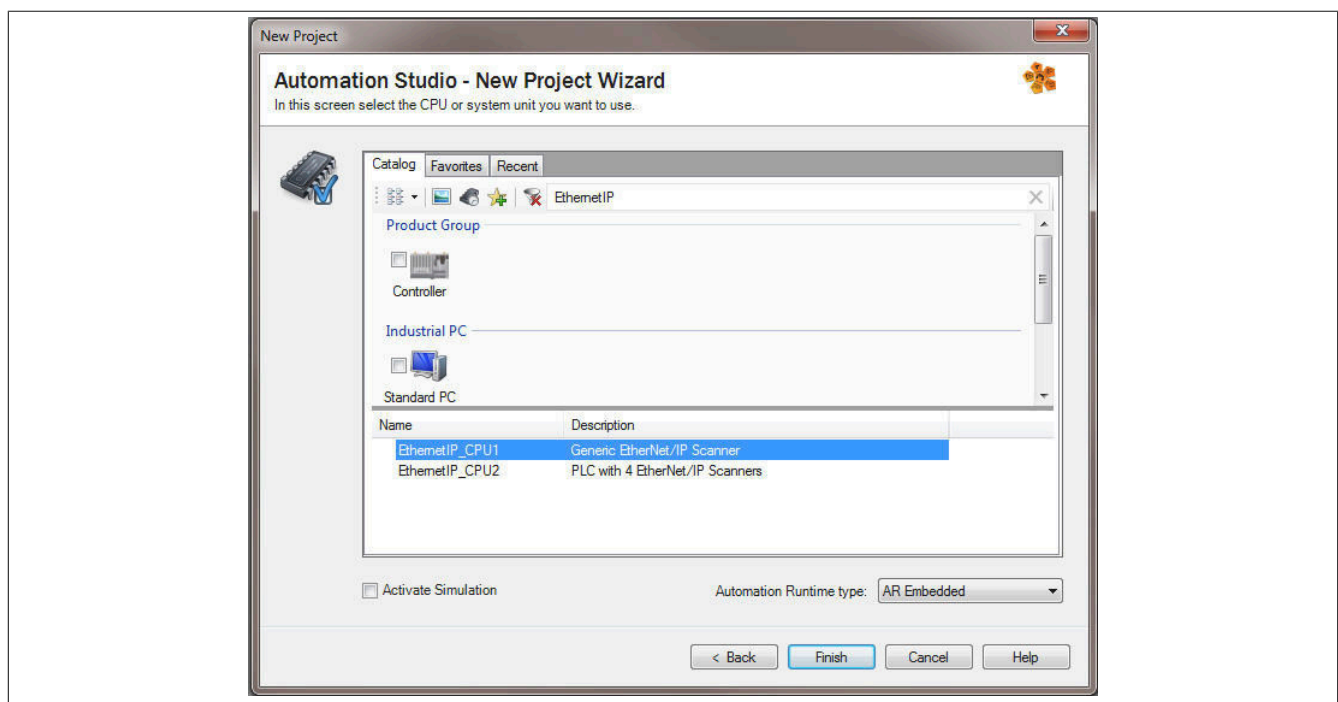 New Project
Automation Studio - New Project Wizard
In this screen select the CPU or system unit you want to use.
Catalog Favorites Recent
EthernetIP
Product Group
Controller
Industrial PC
Standard PC
Name Description
EthernetIP_CPU1 Generic EtherNet/IP Scanner
EthernetIP_CPU2 PLC with 4 EtherNet/IP Scanners
Activate Simulation Automation Runtime type: AR Embedded
< Back Finish Cancel Help